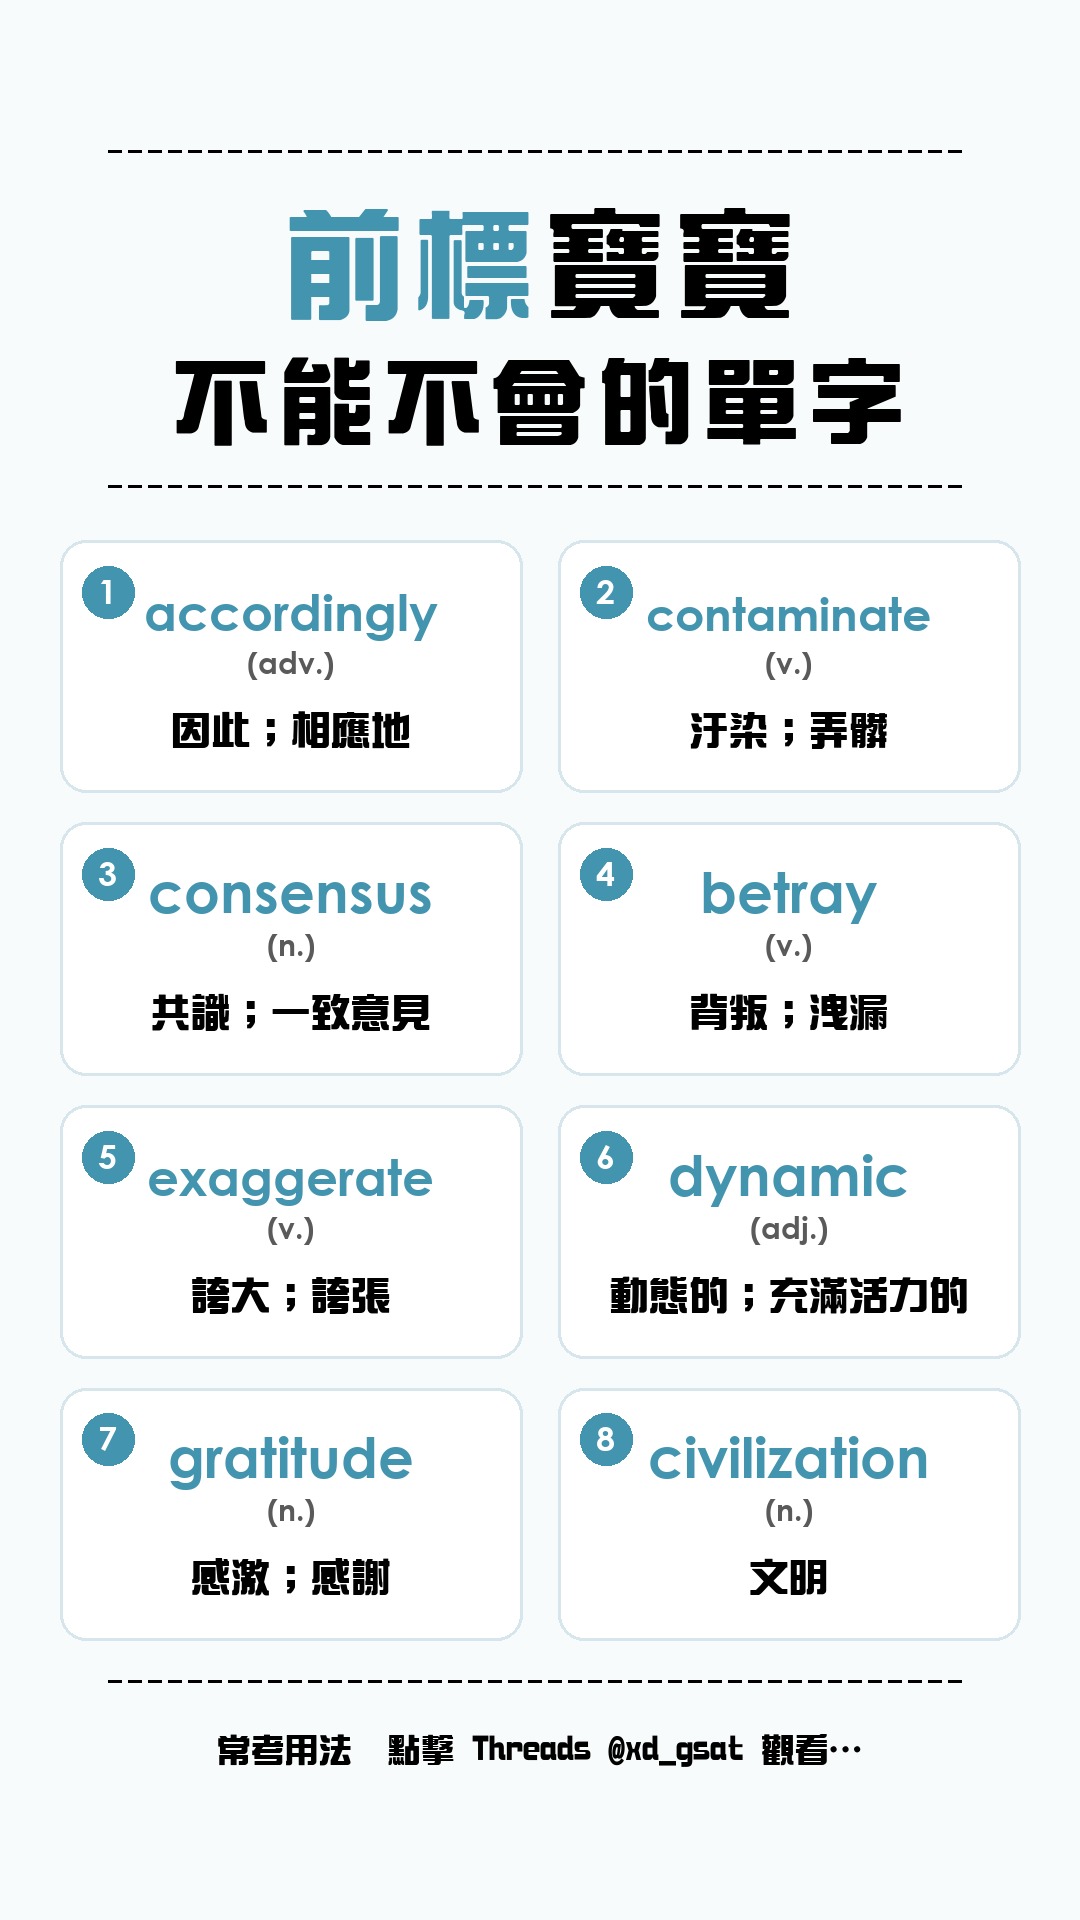 前標寶寶
不能不會的單字
1
accordingly
(adv.)
因此；相應地
2
contaminate
(v.)
汙染；弄髒
3
consensus
(n.)
共識；一致意見
4
betray
(v.)
背叛；洩漏
5
exaggerate
(v.)
誇大；誇張
6
dynamic
(adj.)
動態的；充滿活力的
7
gratitude
(n.)
感激；感謝
8
civilization
(n.)
文明
常考用法 點擊 Threads @xd_gsat 觀看…